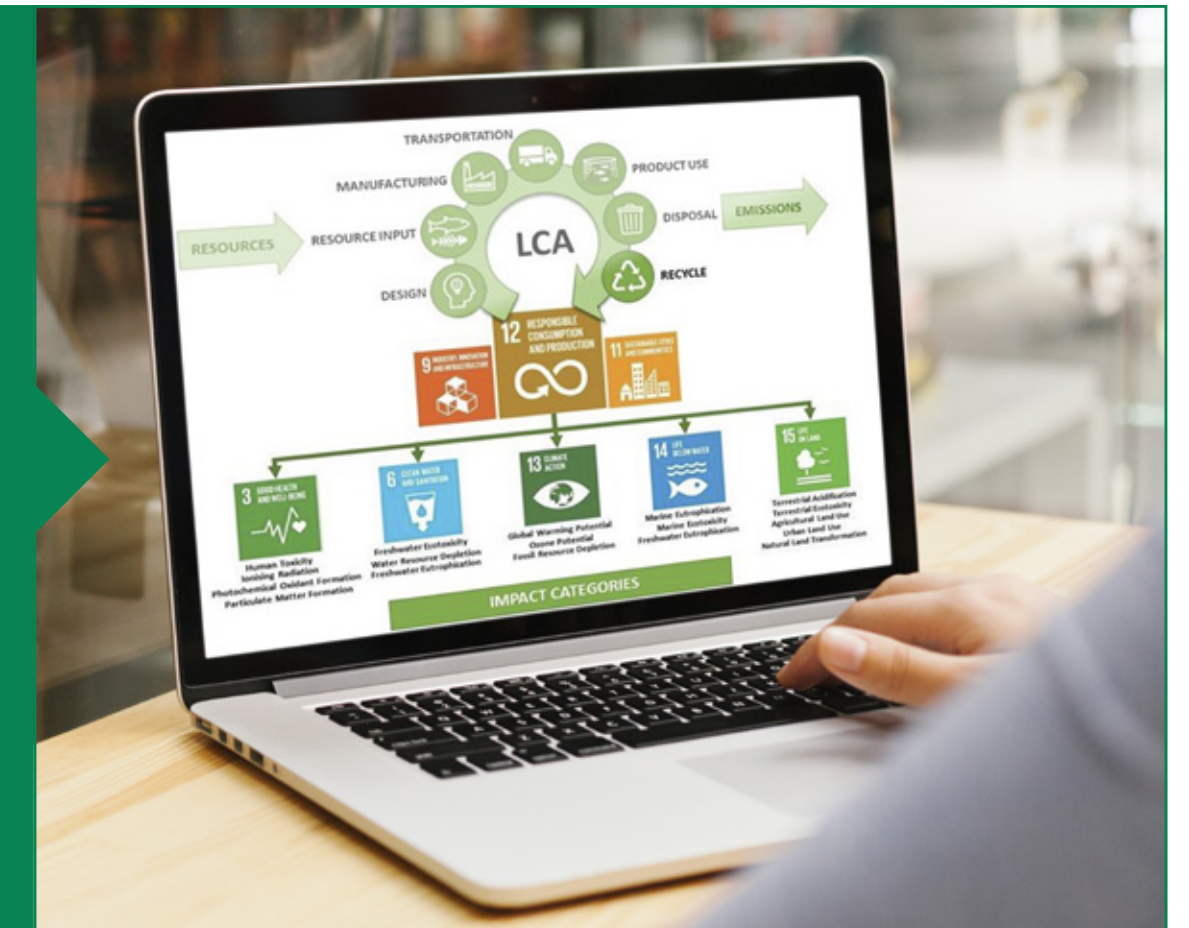 TRANSPORTATION
MANUFACTURING
PRODUCT USE
RESOURCES
RESOURCE INPUT
LCA
DISPOSAL
EMISSIONS
DESIGN
RECYCLE
12 RESPONSIBLE
CONSUMPTION
AND PRODUCTION
9 INDUSTRY, INNOVATION
AND INFRASTRUCTURE
11 SUSTAINABLE CITIES
AND COMMUNITIES
3 GOOD HEALTH
AND WELL-BEING
Human Toxicity
Ionising Radiation
Photochemical Oxidant Formation
Particulate Matter Formation
6 CLEAN WATER
AND SANITATION
Freshwater Ecotoxicity
Water Resource Depletion
Freshwater Eutrophication
13 CLIMATE
ACTION
Global Warming Potential
Ozone Potential
Fossil Resource Depletion
14 LIFE
BELOW WATER
Marine Eutrophication
Marine Ecotoxicity
Freshwater Eutrophication
15 LIFE
ON LAND
Terrestrial Acidification
Terrestrial Ecotoxicity
Agricultural Land Use
Urban Land Use
Natural Land Transformation
IMPACT CATEGORIES